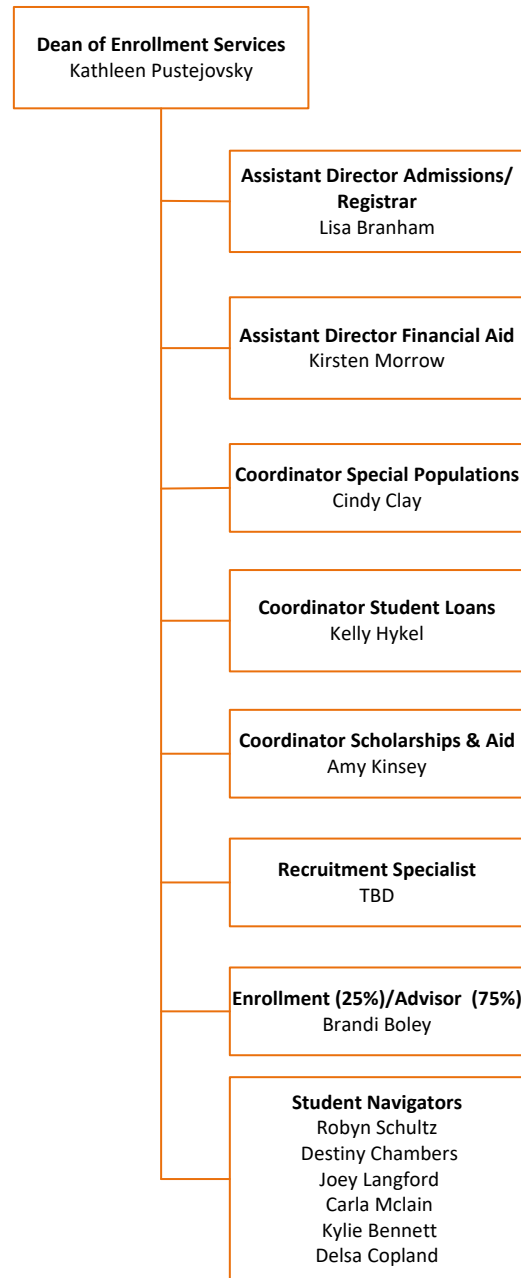 Dean of Enrollment Services
Kathleen Pustejovsky
Assistant Director Admissions/
Registrar
Lisa Branham
Assistant Director Financial Aid
Kirsten Morrow
Coordinator Special Populations
Cindy Clay
Coordinator Student Loans
Kelly Hykel
Coordinator Scholarships & Aid
Amy Kinsey
Recruitment Specialist
TBD
Enrollment (25%)/Advisor  (75%)
Brandi Boley
Student Navigators
Robyn Schultz
Destiny Chambers
Joey Langford
Carla Mclain
Kylie Bennett
Delsa Copland